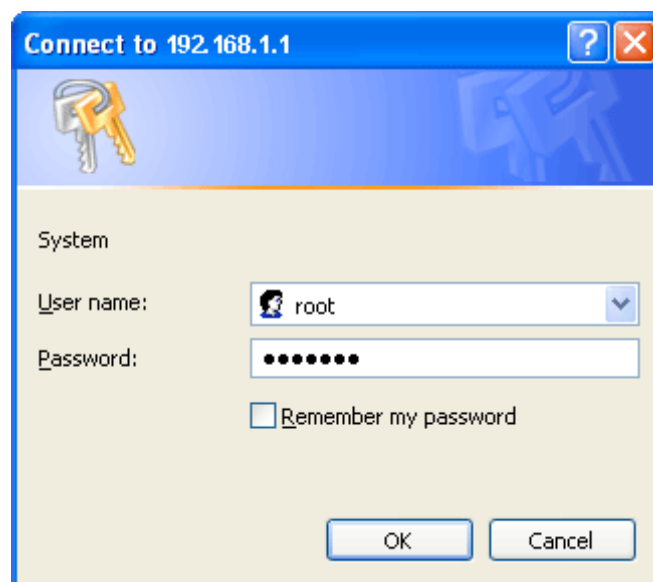 Connect to 192.168.1.1
System
User name:
root
Password:
•••••••
Remember my password
OK
Cancel